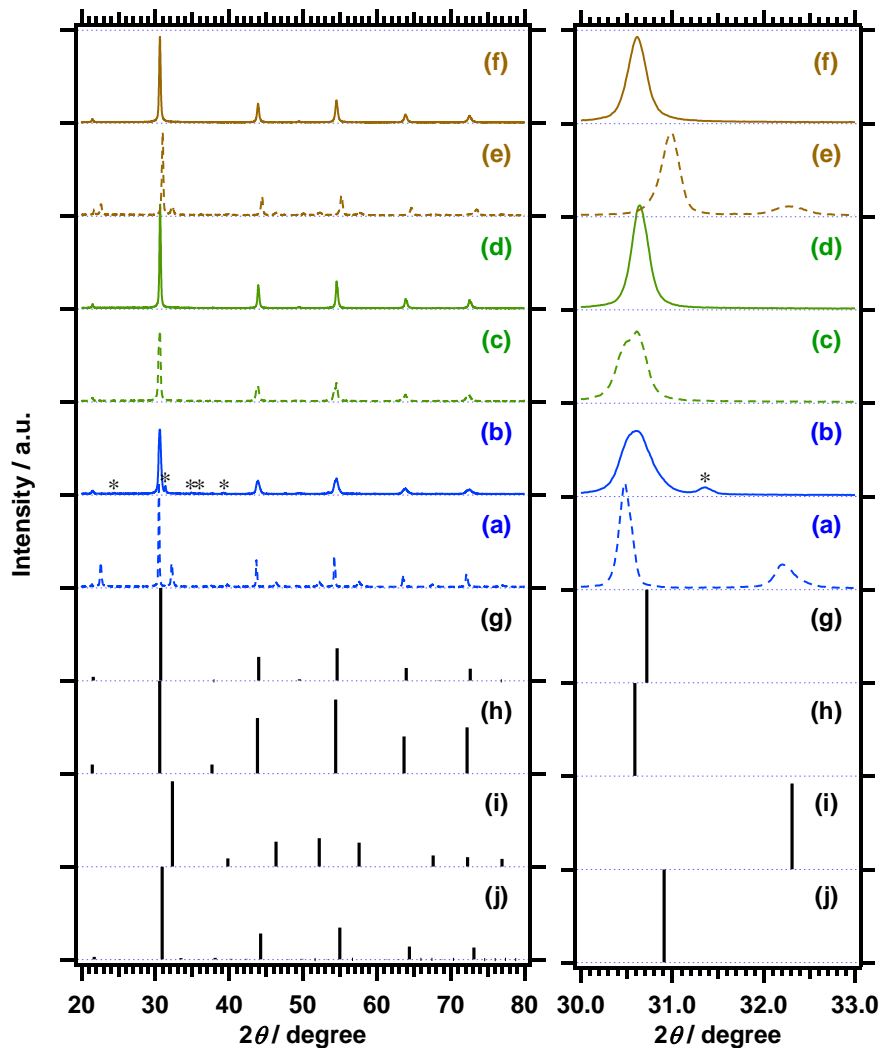 Intensity / a.u.
(f) (f)
(e) (e)
(d) (d)
(c) (c)
(b) (b)
* * * * * *
(a) (a)
(g) (g)
(h) (h)
(i) (i)
(j) (j)
20 30 40 50 60 70 80 30.0 31.0 32.0 33.0
2θ / degree 2θ / degree